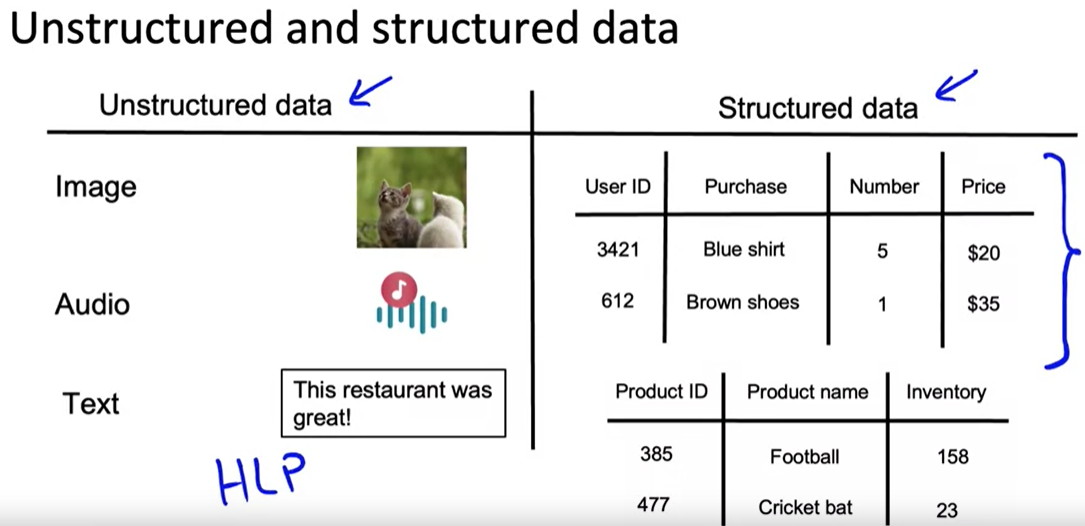 Unstructured and structured data
Unstructured data
Image
Audio
Text
This restaurant was
great!
HLP
Structured data
User ID Purchase Number Price
3421 Blue shirt 5 $20
612 Brown shoes 1 $35
Product ID Product name Inventory
385 Football 158
477 Cricket bat 23